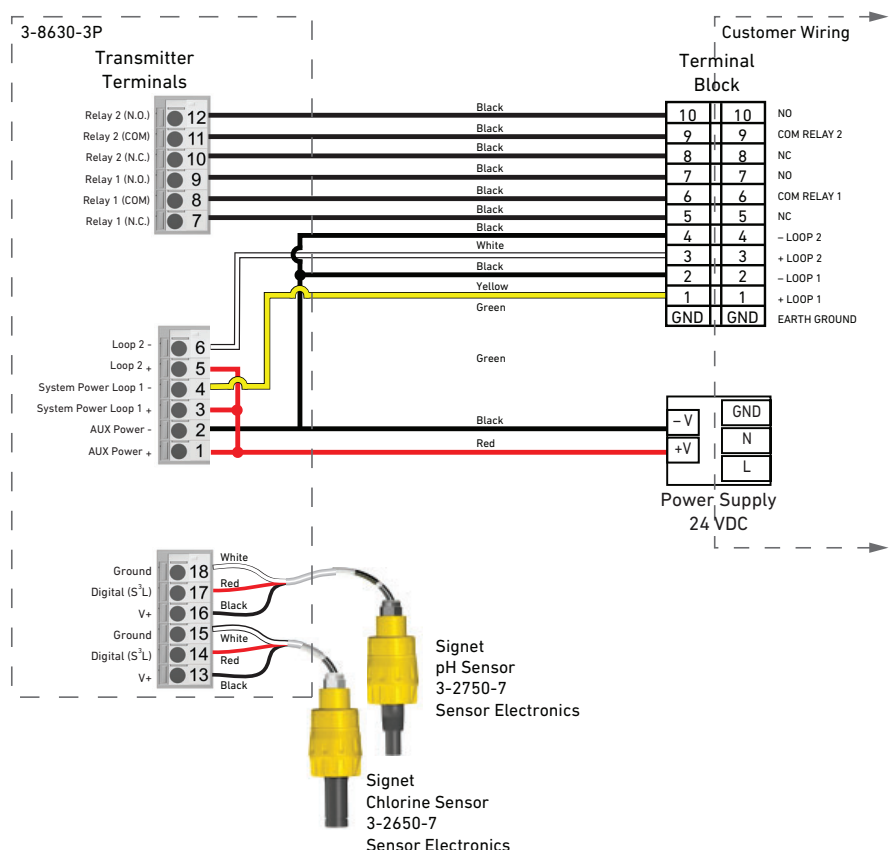 3-8630-3P
Customer Wiring
Transmitter
Terminals
Terminal
Block
Relay 2 (N.O.) 12 Black 10 10 NO
Relay 2 (COM) 11 Black 9 9 COM RELAY 2
Relay 2 (N.C.) 10 Black 8 8 NC
Relay 1 (N.O.) 9 Black 7 7 NO
Relay 1 (COM) 8 Black 6 6 COM RELAY 1
Relay 1 (N.C.) 7 Black 5 5 NC
Black 4 4 – LOOP 2
White 3 3 + LOOP 2
Black 2 2 – LOOP 1
Yellow 1 1 + LOOP 1
Green GND GND EARTH GROUND
Loop 2 - 6
Green
Loop 2 + 5
System Power Loop 1 - 4
System Power Loop 1 + 3
AUX Power - 2 Black – V GND
AUX Power + 1 Red +V N
L
Power Supply
24 VDC
Ground 18 White
Digital (S³L) 17 Red
V+ 16 Black
Ground 15 White
Digital (S³L) 14 Red
V+ 13 Black
Signet
pH Sensor
3-2750-7
Sensor Electronics
Signet
Chlorine Sensor
3-2650-7
Sensor Electronics